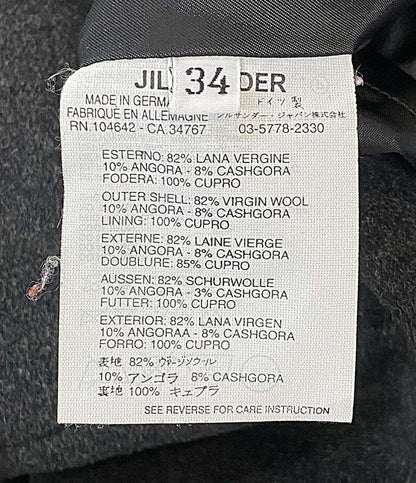 JIL 34 DER
MADE IN GERMA ドイツ製
FABRIQUÉ EN ALLEMAGNE ジルサンダー・ジャパン株式会社
RN.104642 - CA.34767 03-5778-2330
ESTERNO: 82% LANA VERGINE
10% ANGORA - 8% CASHGORA
FODERA: 100% CUPRO
OUTER SHELL: 82% VIRGIN WOOL
10% ANGORA - 8% CASHGORA
LINING: 100% CUPRO
EXTERNE: 82% LAINE VIERGE
10% ANGORA - 8% CASHGORA
DOUBLURE: 85% CUPRO
AUSSEN: 82% SCHURWOLLE
10% ANGORA - 3% CASHGORA
FUTTER: 100% CUPRO
EXTERIOR: 82% LANA VIRGEN
10% ANGORAA - 8% CASHGORA
FORRO: 100% CUPRO
表地 82% ヴァージンウール
10% アンゴラ 8% CASHGORA
裏地 100% キュプラ
SEE REVERSE FOR CARE INSTRUCTION